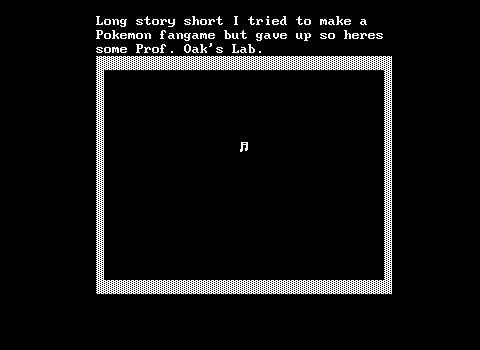 Long story short I tried to make a
Pokemon fangame but gave up so heres
some Prof. Oak's Lab.